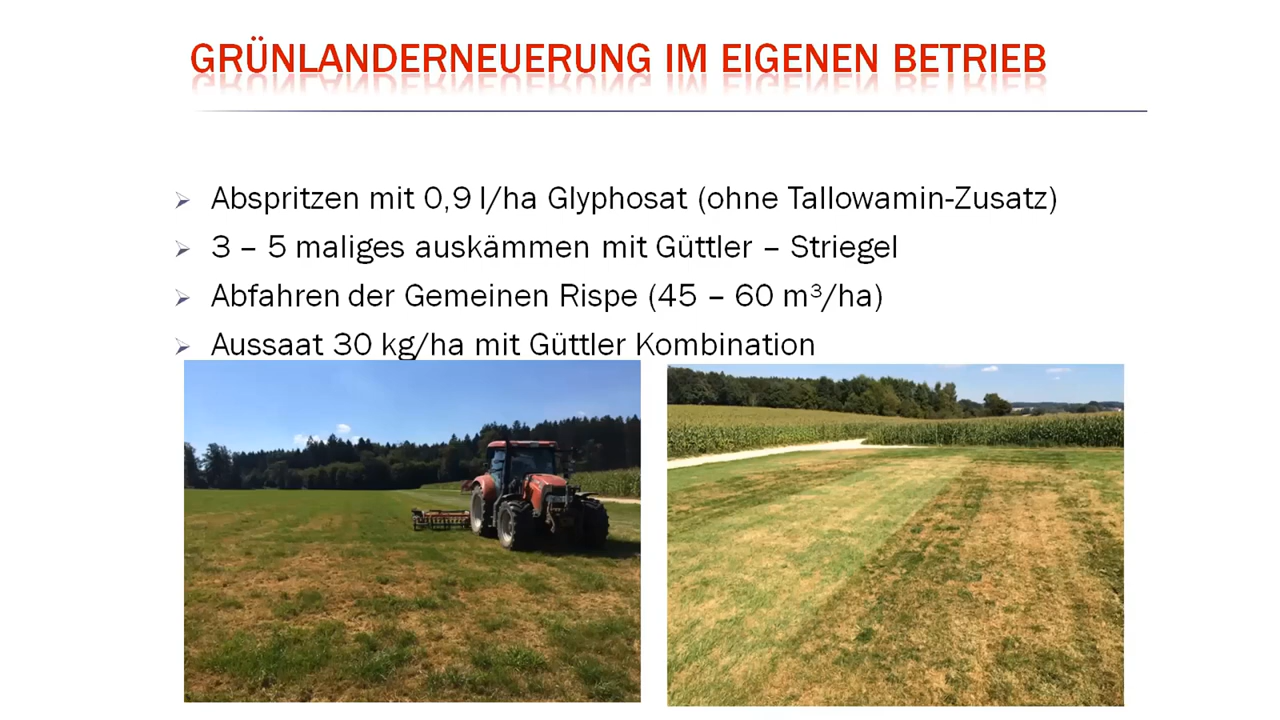 GRÜNLANDERNEUERUNG IM EIGENEN BETRIEB
Abspritzen mit 0,9 l/ha Glyphosat (ohne Tallowamin-Zusatz)
3 – 5 maliges auskämmen mit Güttler – Striegel
Abfahren der Gemeinen Rispe (45 – 60 m³/ha)
Aussaat 30 kg/ha mit Güttler Kombination